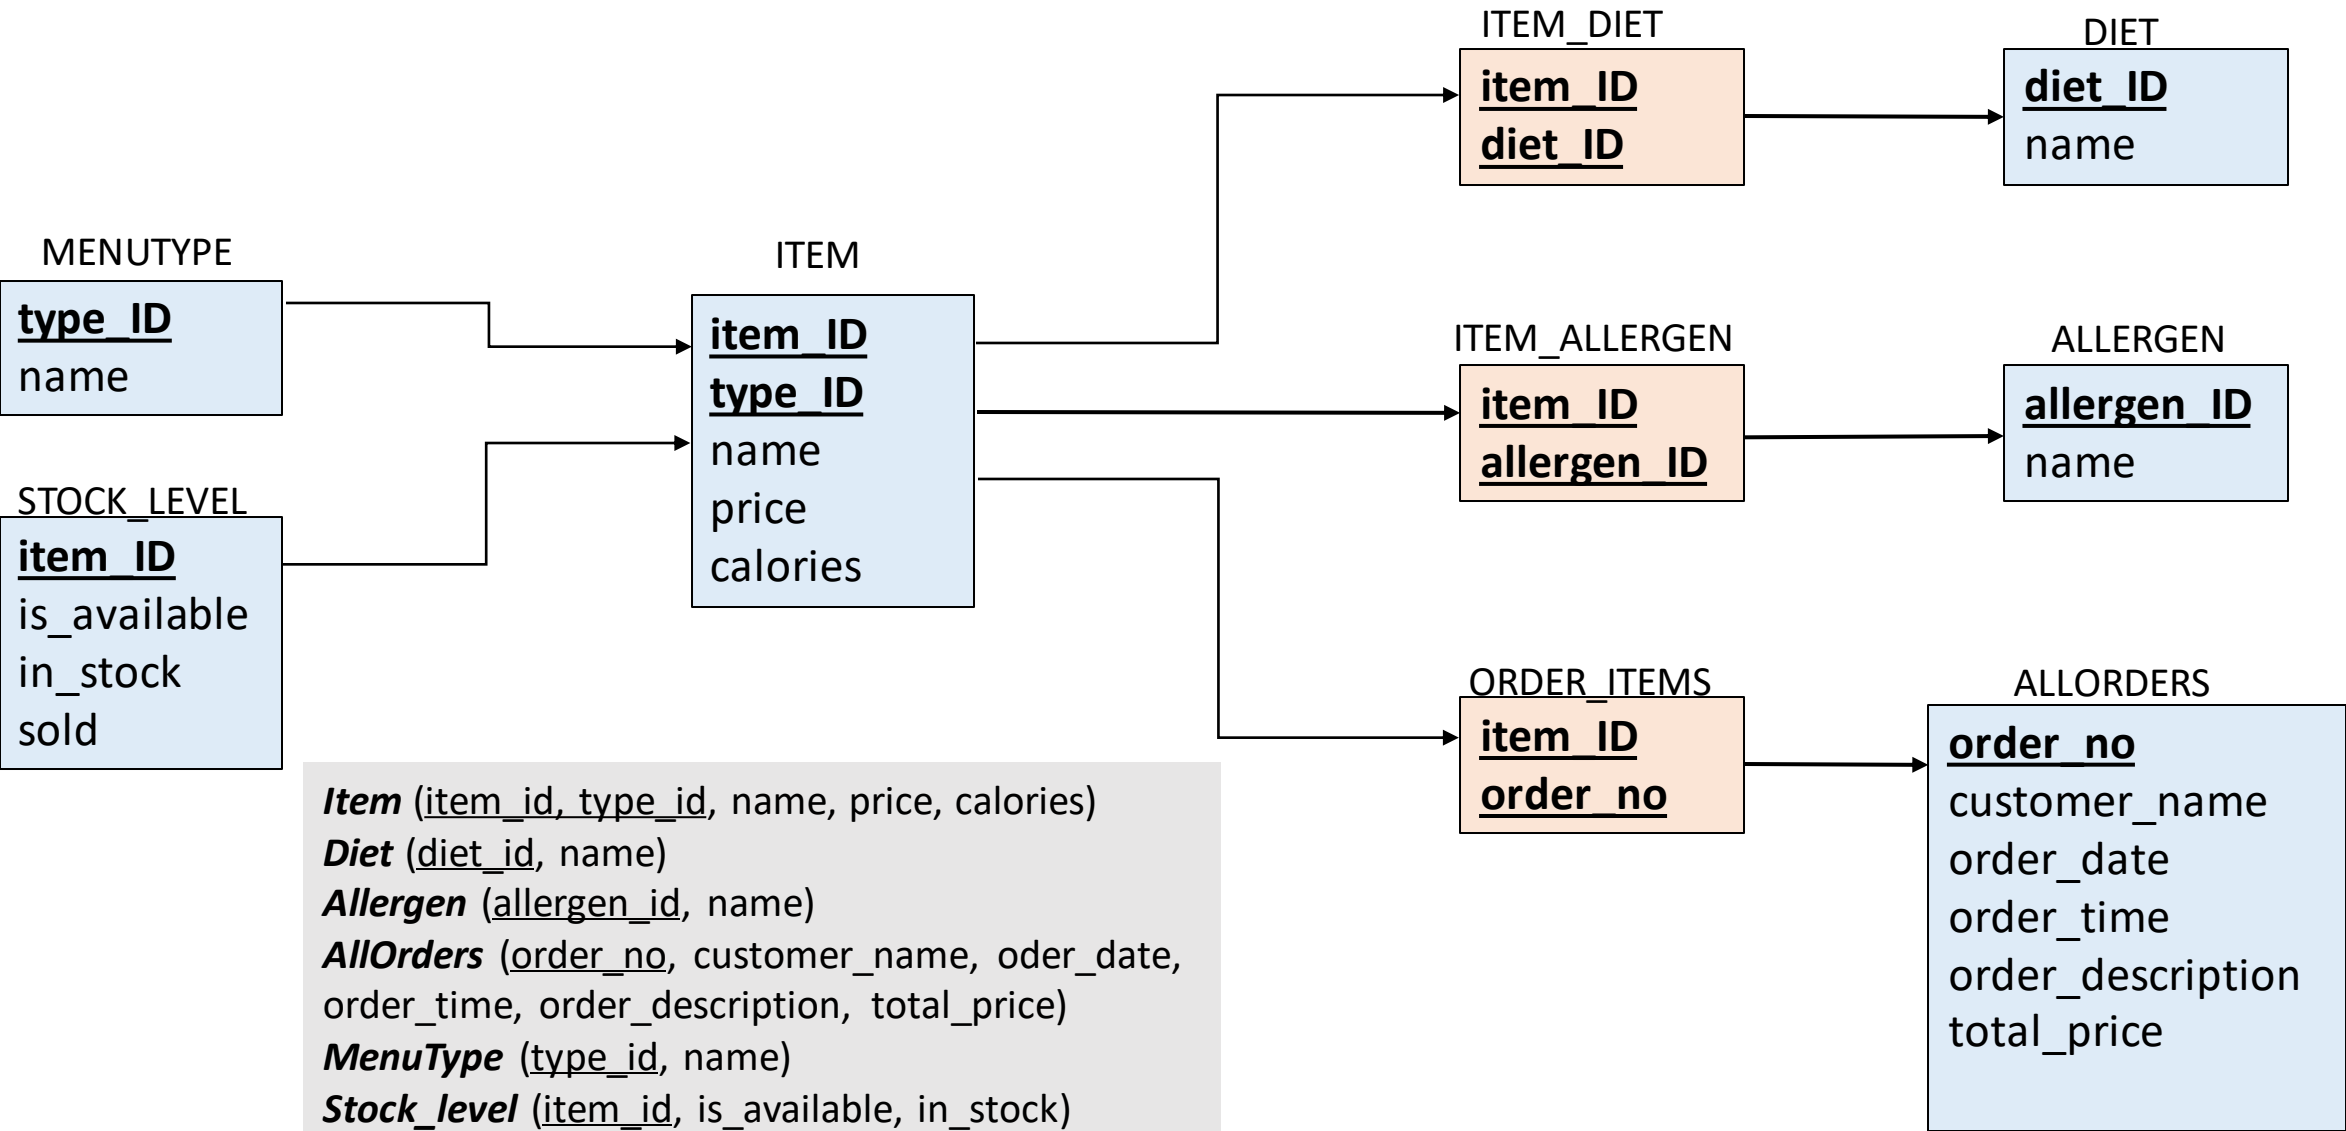 ITEM_DIET
item_ID
diet_ID
DIET
diet_ID
name
MENUTYPE
type_ID
name
ITEM
item_ID
type_ID
name
price
calories
ITEM_ALLERGEN
item_ID
allergen_ID
ALLERGEN
allergen_ID
name
STOCK_LEVEL
item_ID
is_available
in_stock
sold
ORDER_ITEMS
item_ID
order_no
ALLORDERS
order_no
customer_name
order_date
order_time
order_description
total_price
Item (item_id, type_id, name, price, calories)
Diet (diet_id, name)
Allergen (allergen_id, name)
AllOrders (order_no, customer_name, oder_date,
order_time, order_description, total_price)
MenuType (type_id, name)
Stock_level (item_id, is_available, in_stock)